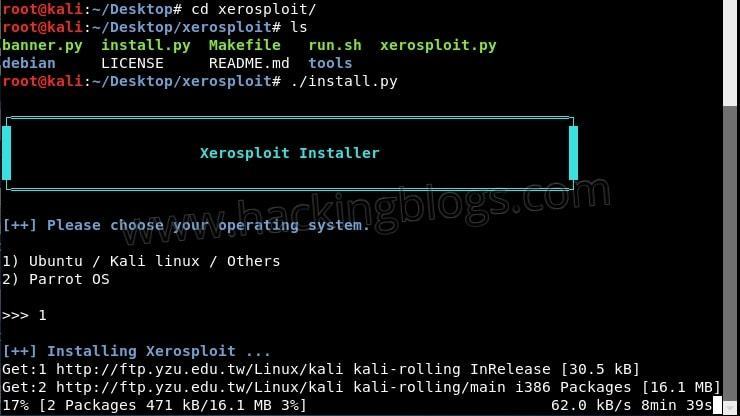 root@kali:~/Desktop# cd xerosploit/
root@kali:~/Desktop/xerosploit# ls
banner.py  install.py  Makefile   run.sh  xerosploit.py
debian     LICENSE     README.md  tools
root@kali:~/Desktop/xerosploit# ./install.py
Xerosploit Installer
www.hackingblogs.com
[++] Please choose your operating system.
1) Ubuntu / Kali linux / Others
2) Parrot OS
>>> 1
[++] Installing Xerosploit ...
Get:1 http://ftp.yzu.edu.tw/Linux/kali kali-rolling InRelease [30.5 kB]
Get:2 http://ftp.yzu.edu.tw/Linux/kali kali-rolling/main i386 Packages [16.1 MB]
17% [2 Packages 471 kB/16.1 MB 3%]                  62.0 kB/s 8min 39s